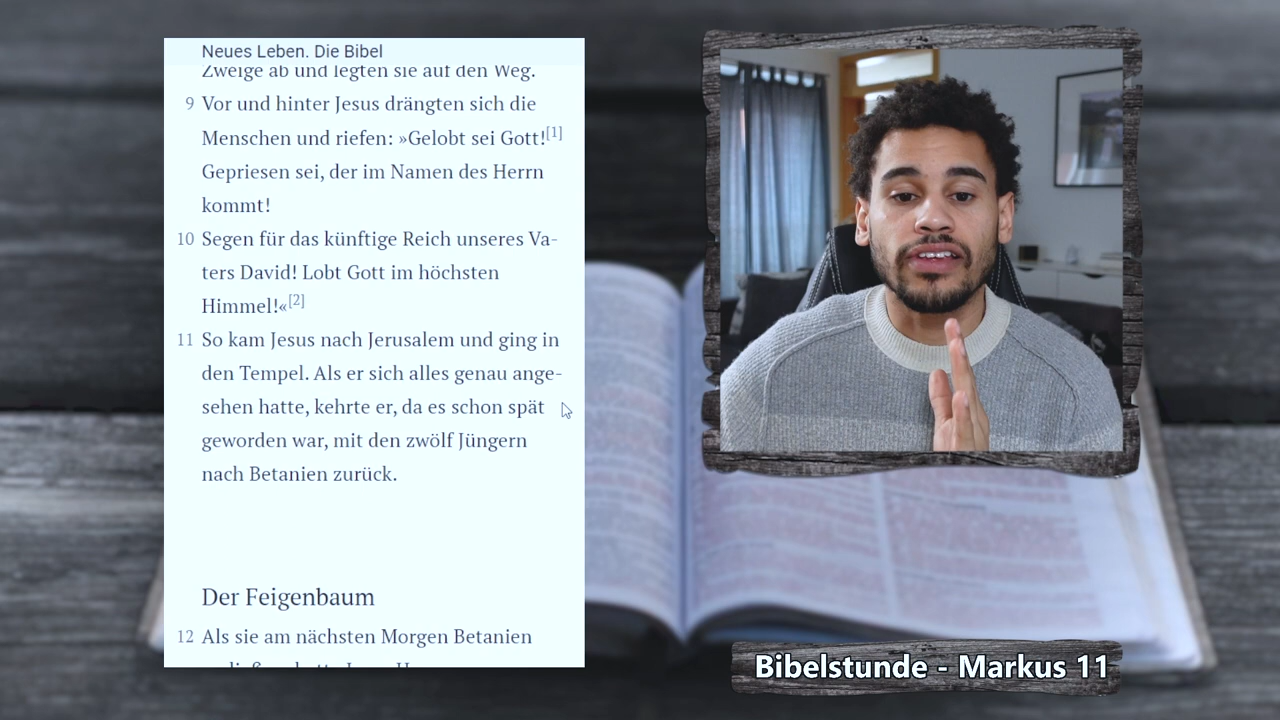 Neues Leben. Die Bibel
Zweige ab und legten sie auf den Weg.
9 Vor und hinter Jesus drängten sich die
Menschen und riefen: »Gelobt sei Gott![1]
Gepriesen sei, der im Namen des Herrn
kommt!
10 Segen für das künftige Reich unseres Va-
ters David! Lobt Gott im höchsten
Himmel!«[2]
11 So kam Jesus nach Jerusalem und ging in
den Tempel. Als er sich alles genau ange-
sehen hatte, kehrte er, da es schon spät
geworden war, mit den zwölf Jüngern
nach Betanien zurück.
Der Feigenbaum
12 Als sie am nächsten Morgen Betanien
Bibelstunde - Markus 11